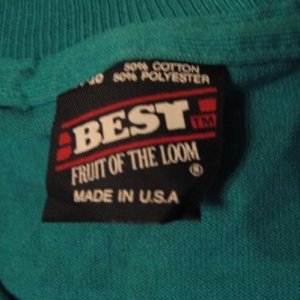 50% COTTON
50% POLYESTER
BEST TM
FRUIT OF THE LOOM
®
MADE IN U.S.A